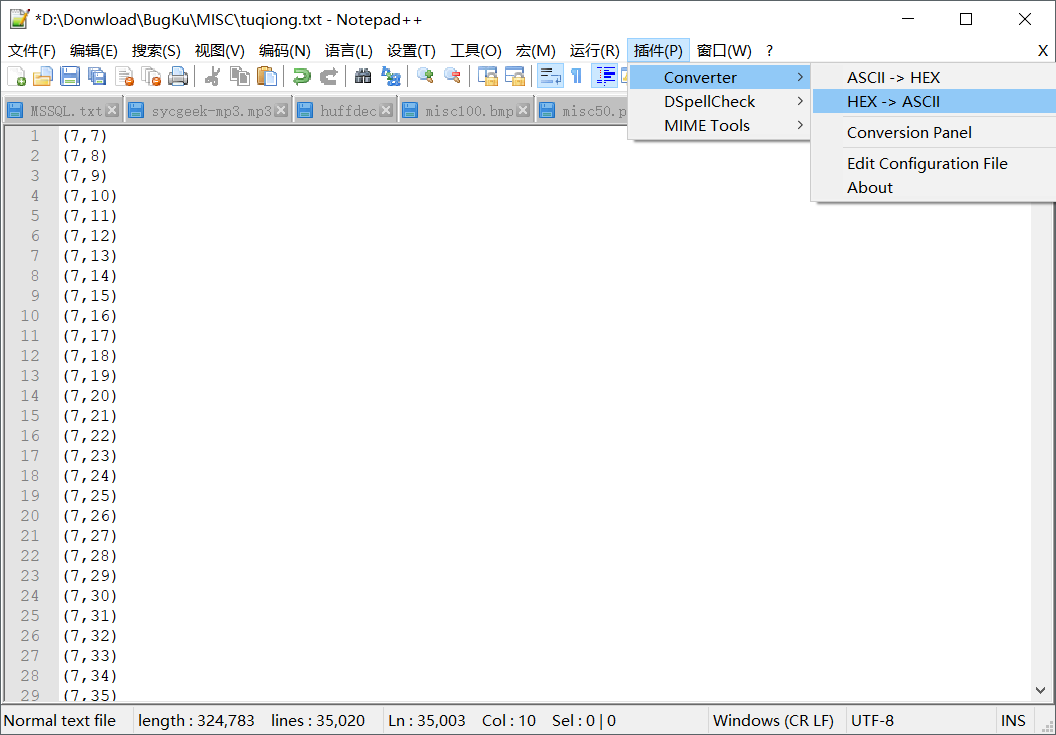 *D:\Donwload\BugKu\MISC\tuqiong.txt - Notepad++
文件(F) 编辑(E) 搜索(S) 视图(V) 编码(N) 语言(L) 设置(T) 工具(O) 宏(M) 运行(R) 插件(P) 窗口(W) ? X
MSSQL.txt sycgeek-mp3.mp3 huffdec misc100.bmp misc50.p
Converter
DSpellCheck
MIME Tools
ASCII -> HEX
HEX -> ASCII
Conversion Panel
Edit Configuration File
About
1 (7,7)
2 (7,8)
3 (7,9)
4 (7,10)
5 (7,11)
6 (7,12)
7 (7,13)
8 (7,14)
9 (7,15)
10 (7,16)
11 (7,17)
12 (7,18)
13 (7,19)
14 (7,20)
15 (7,21)
16 (7,22)
17 (7,23)
18 (7,24)
19 (7,25)
20 (7,26)
21 (7,27)
22 (7,28)
23 (7,29)
24 (7,30)
25 (7,31)
26 (7,32)
27 (7,33)
28 (7,34)
29 (7,35)
Normal text file length : 324,783 lines : 35,020 Ln : 35,003 Col : 10 Sel : 0 | 0 Windows (CR LF) UTF-8 INS